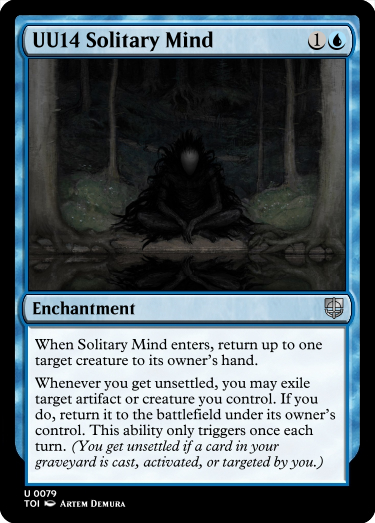 UU14 Solitary Mind 1
Enchantment
When Solitary Mind enters, return up to one
target creature to its owner's hand.
Whenever you get unsettled, you may exile
target artifact or creature you control. If you
do, return it to the battlefield under its owner's
control. This ability only triggers once each
turn. (You get unsettled if a card in your
graveyard is cast, activated, or targeted by you.)
U 0079
TOI Artem Demura